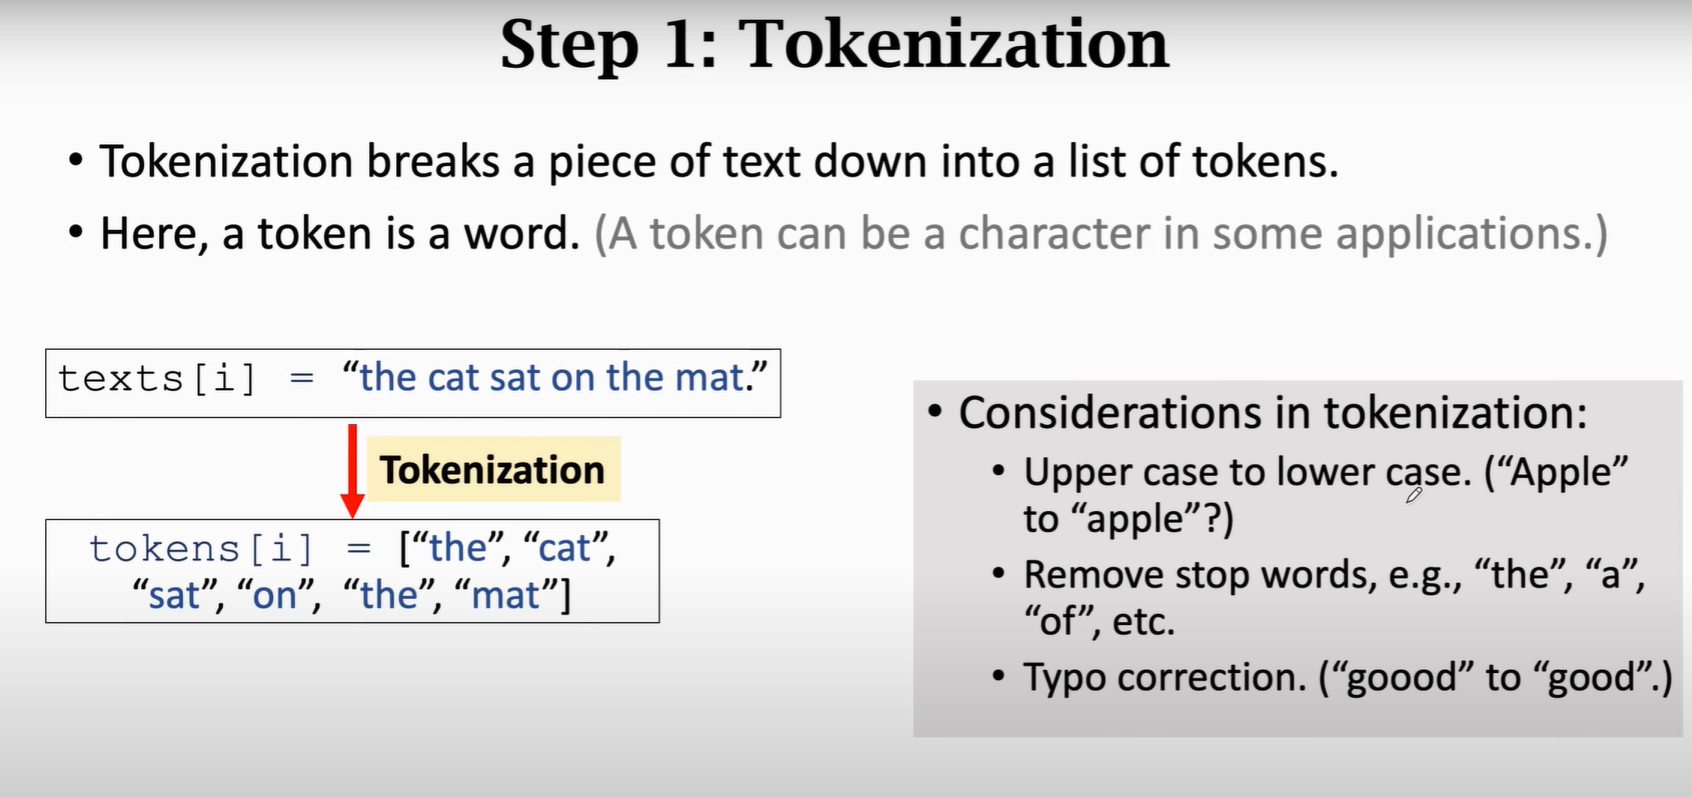 Step 1: Tokenization
• Tokenization breaks a piece of text down into a list of tokens.
• Here, a token is a word. (A token can be a character in some applications.)
texts[i] = “the cat sat on the mat.”
Tokenization
tokens[i] = [“the”, “cat”,
“sat”, “on”, “the”, “mat”]
• Considerations in tokenization:
• Upper case to lower case. (“Apple”
to “apple”?)
• Remove stop words, e.g., “the”, “a”,
“of”, etc.
• Typo correction. (“goood” to “good”.)